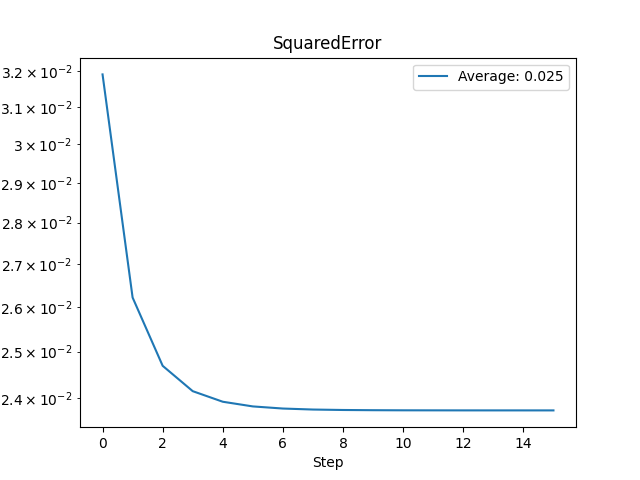 SquaredError
Average: 0.025
3.2 × 10⁻²
3.1 × 10⁻²
3 × 10⁻²
2.9 × 10⁻²
2.8 × 10⁻²
2.7 × 10⁻²
2.6 × 10⁻²
2.5 × 10⁻²
2.4 × 10⁻²
0 2 4 6 8 10 12 14
Step